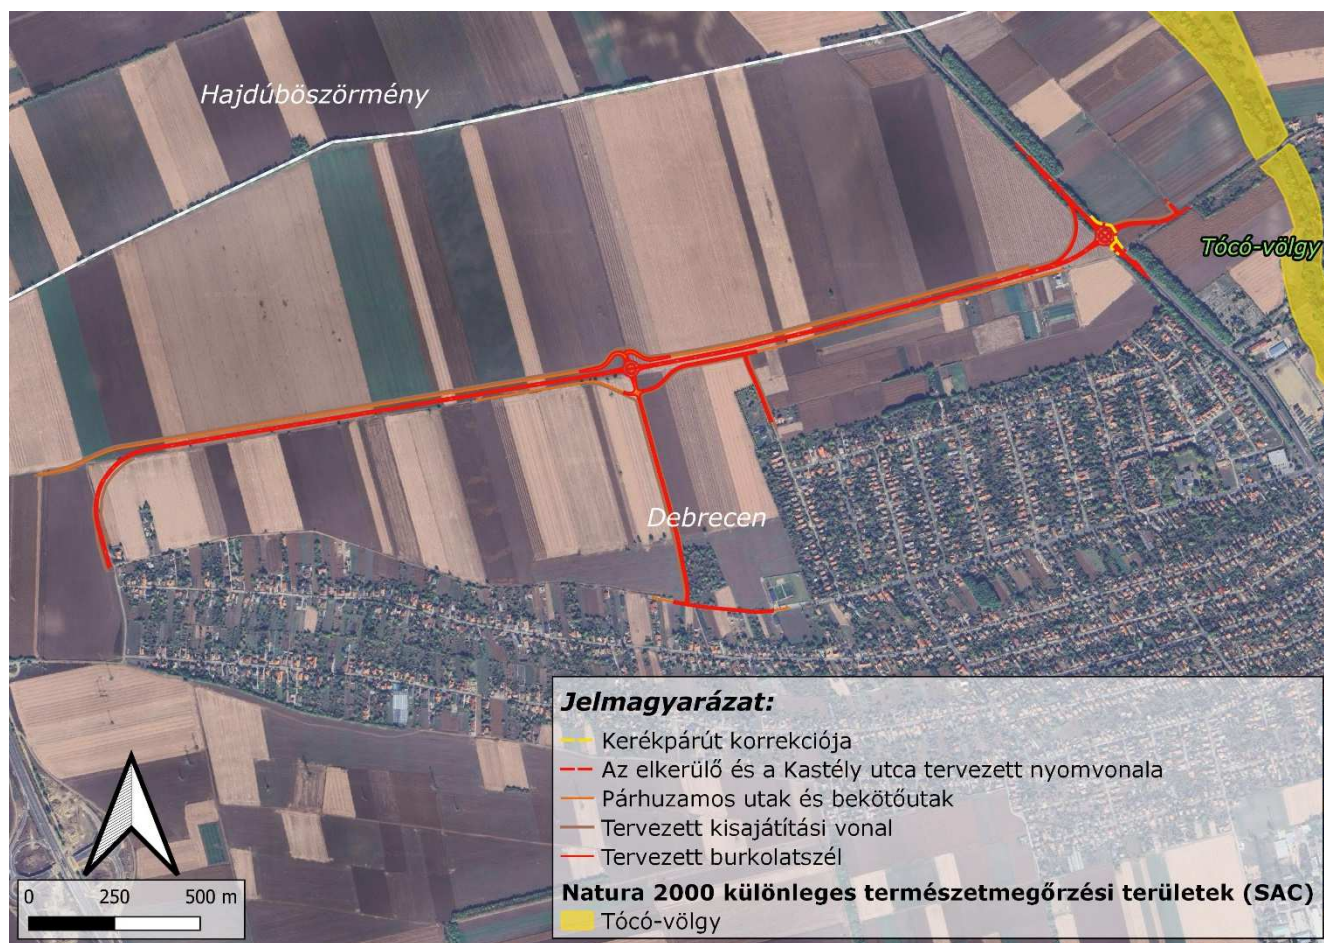 Hajdúböszörmény
Tócó-völgy
Debrecen
Jelmagyarázat:
Kerékpárút korrekciója
Az elkerülő és a Kastély utca tervezett nyomvonala
Párhuzamos utak és bekötőutak
Tervezett kisajátítási vonal
Tervezett burkolatszél
Natura 2000 különleges természetmegőrzési területek (SAC)
Tócó-völgy
0 250 500 m